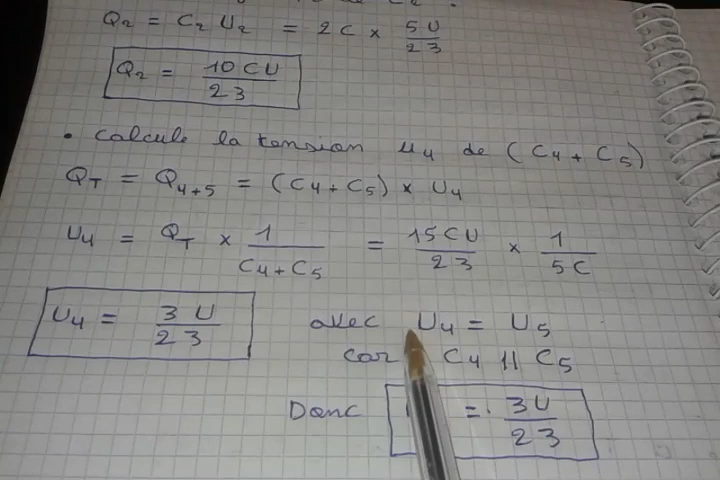 Q₂ = C₂ U₂ = 2C × 5U/23
Q₂ = 10CU/23
• Calcule la tension U₄ de (C₄ + C₅)
Q_T = Q₄₊₅ = (C₄ + C₅) × U₄
U₄ = Q_T × 1/(C₄+C₅) = 15CU/23 × 1/5C
U₄ = 3U/23 avec U₄ = U₅
car C₄ || C₅
Donc = 3U/23